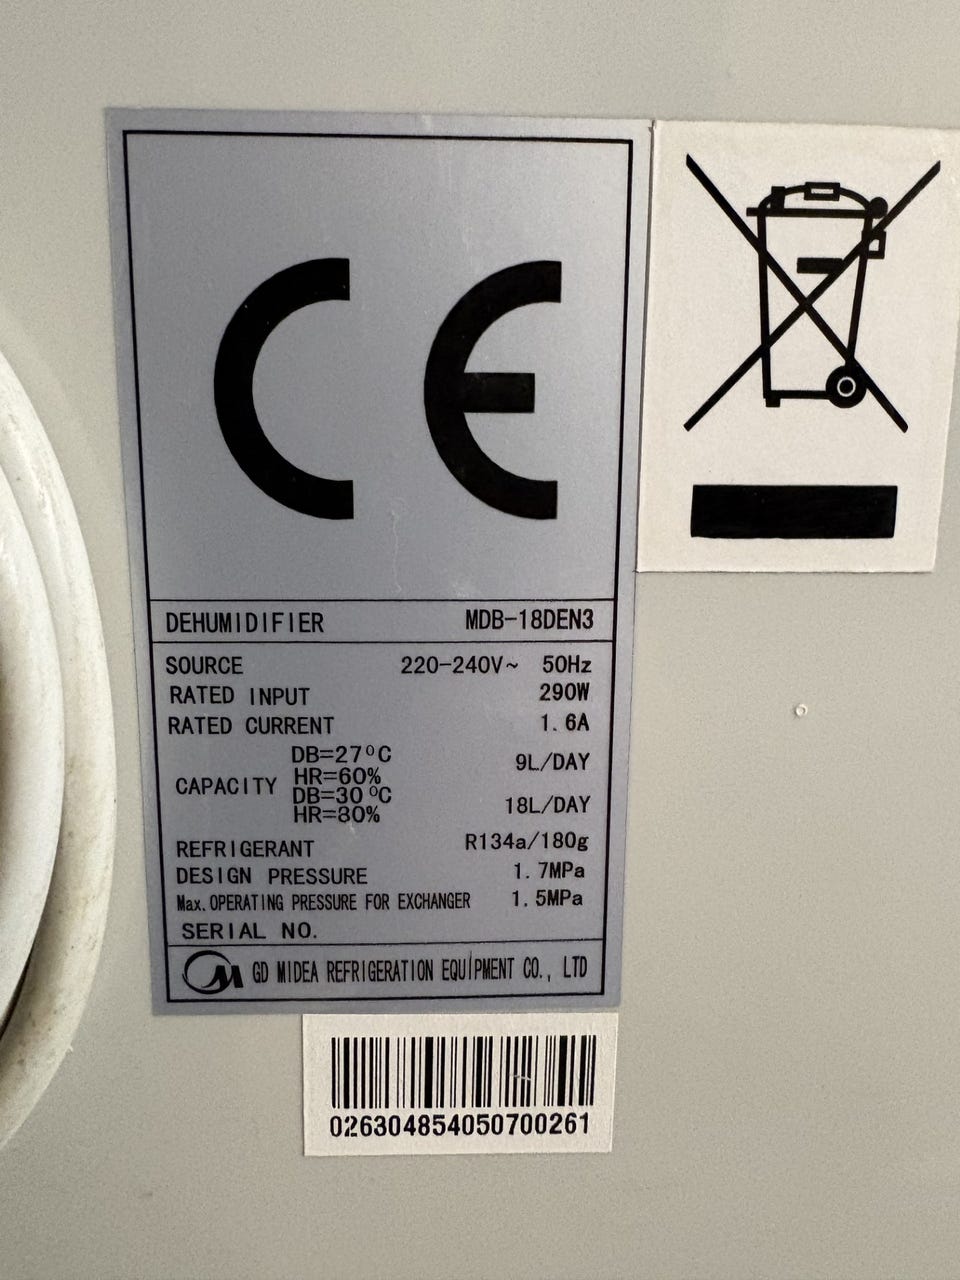 CE
DEHUMIDIFIER MDB-18DEN3
SOURCE 220-240V~ 50Hz
RATED INPUT 290W
RATED CURRENT 1.6A
CAPACITY DB=27°C HR=60% 9L/DAY
DB=30°C HR=80% 18L/DAY
REFRIGERANT R134a/180g
DESIGN PRESSURE 1.7MPa
Max. OPERATING PRESSURE FOR EXCHANGER 1.5MPa
SERIAL NO.
GD MIDEA REFRIGERATION EQUIPMENT CO., LTD
026304854050700261